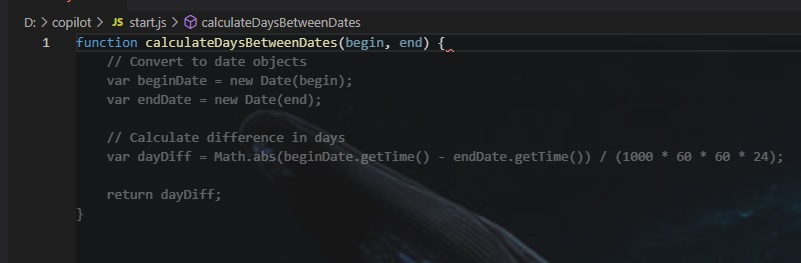 D: > copilot > JS start.js > calculateDaysBetweenDates
1 function calculateDaysBetweenDates(begin, end) {
    // Convert to date objects
    var beginDate = new Date(begin);
    var endDate = new Date(end);

    // Calculate difference in days
    var dayDiff = Math.abs(beginDate.getTime() - endDate.getTime()) / (1000 * 60 * 60 * 24);

    return dayDiff;
}